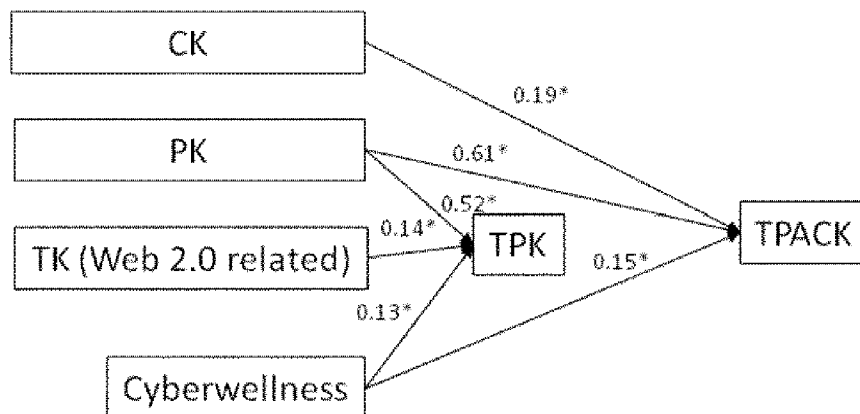 CK
0.19*
PK
0.61*
0.52*
0.14*
TK (Web 2.0 related)
TPK
TPACK
0.15*
0.13*
Cyberwellness